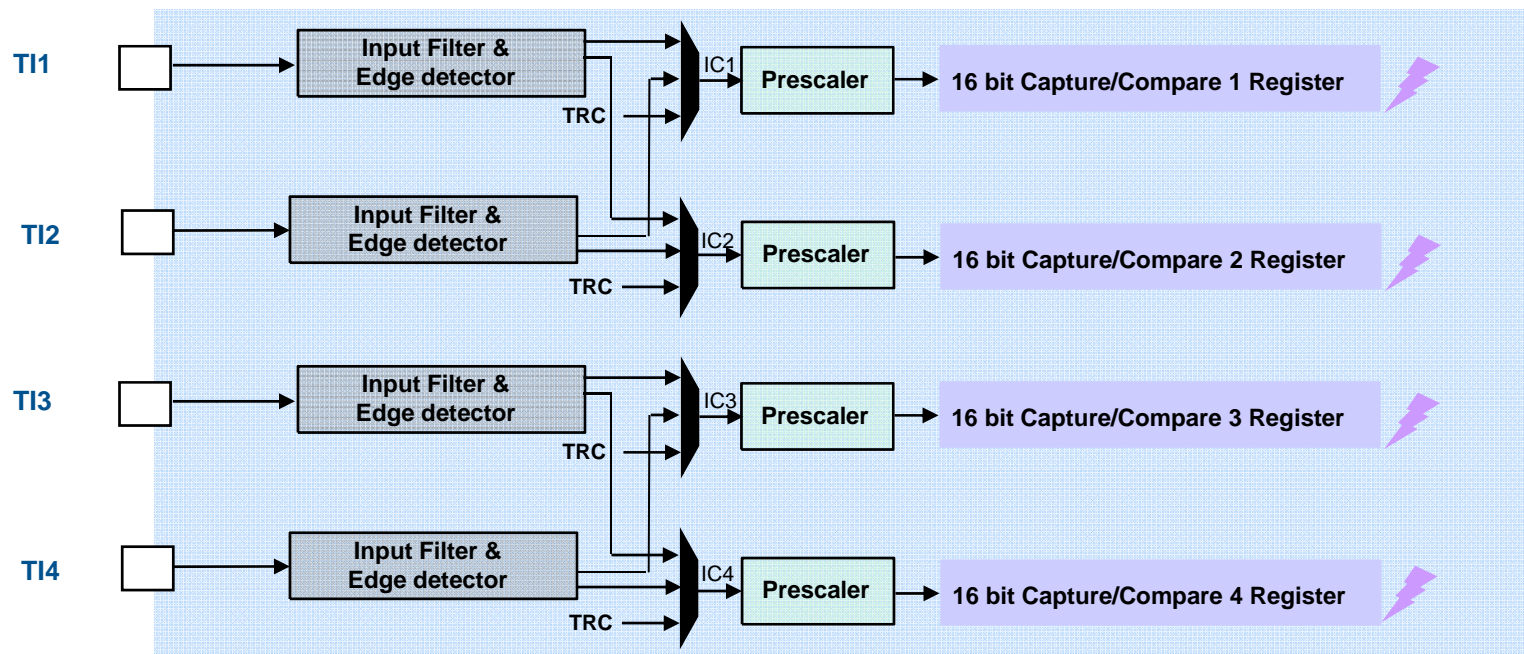 TI1
Input Filter &
Edge detector
TRC
IC1
Prescaler
16 bit Capture/Compare 1 Register
TI2
Input Filter &
Edge detector
TRC
IC2
Prescaler
16 bit Capture/Compare 2 Register
TI3
Input Filter &
Edge detector
TRC
IC3
Prescaler
16 bit Capture/Compare 3 Register
TI4
Input Filter &
Edge detector
TRC
IC4
Prescaler
16 bit Capture/Compare 4 Register